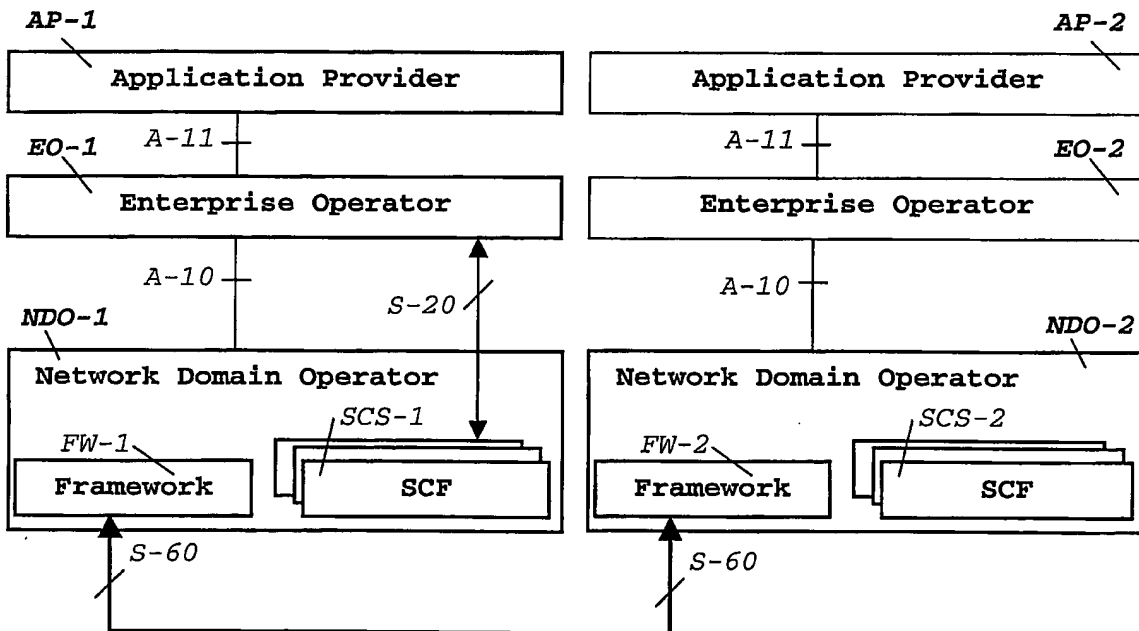 AP-1
AP-2
Application Provider
Application Provider
A-11
A-11
EO-1
EO-2
Enterprise Operator
Enterprise Operator
A-10
A-10
S-20
NDO-1
NDO-2
Network Domain Operator
Network Domain Operator
SCS-1
SCS-2
FW-1
FW-2
Framework
SCF
Framework
SCF
S-60
S-60